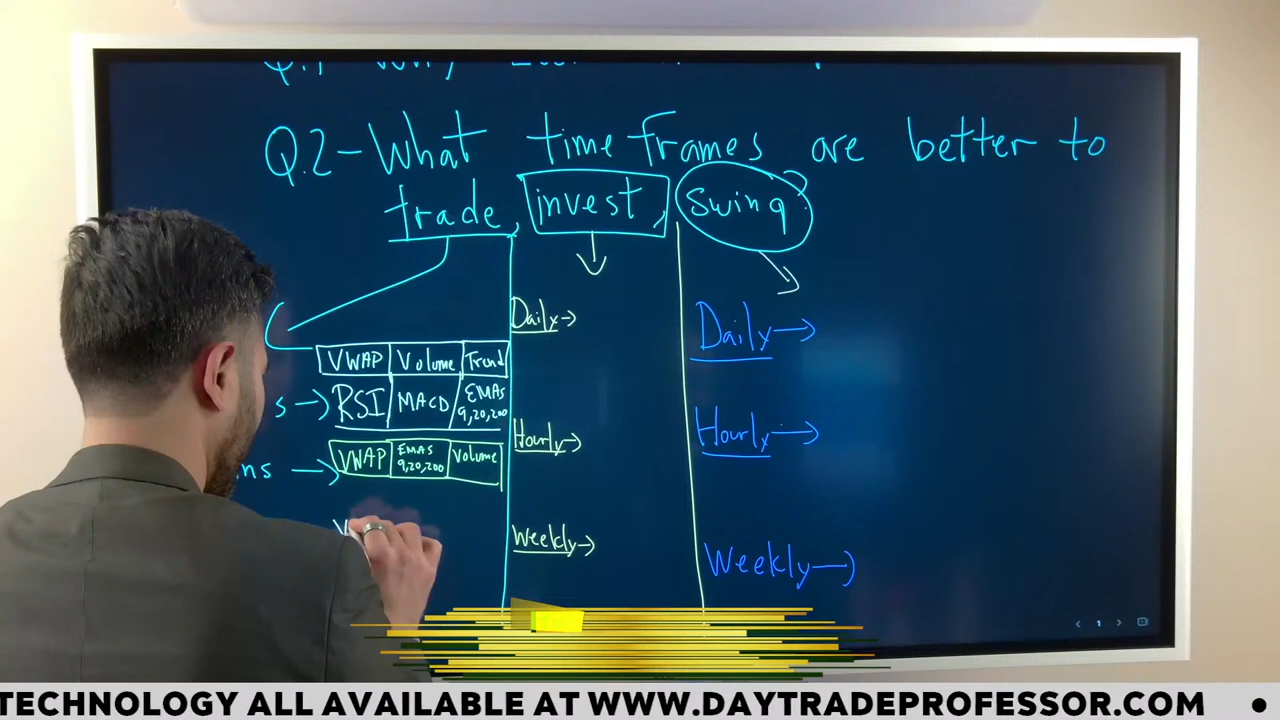 Q.2-What time frames are better to
trade, invest, swing?
Daily →
Daily →
VWAP Volume Trend
s → RSI MACD EMAS 9,20,200
Hourly →
Hourly →
ns → VWAP EMAS 9,20,200 Volume
Weekly →
Weekly →
1
TECHNOLOGY ALL AVAILABLE AT WWW.DAYTRADEPROFESSOR.COM •